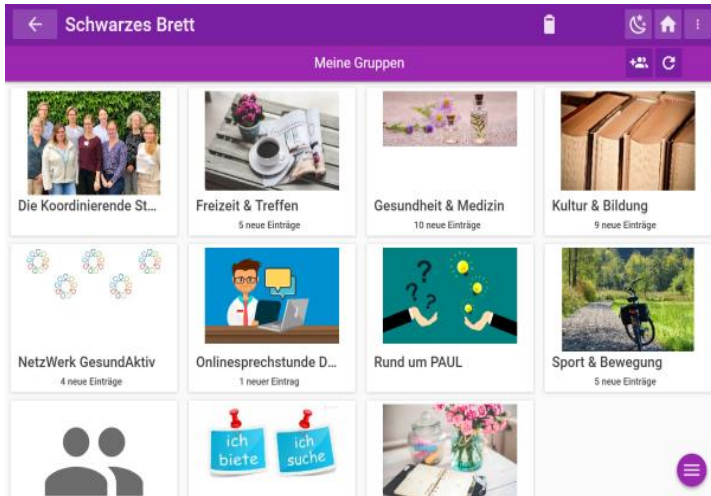 Schwarzes Brett
Meine Gruppen
Die Koordinierende St...
Freizeit & Treffen
5 neue Einträge
Gesundheit & Medizin
10 neue Einträge
Kultur & Bildung
9 neue Einträge
NetzWerk GesundAktiv
4 neue Einträge
Onlinesprechstunde D...
1 neuer Eintrag
Rund um PAUL
Sport & Bewegung
5 neue Einträge
ich
biete
ich
suche